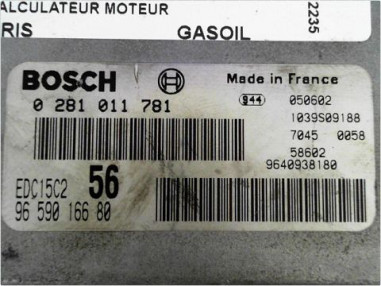 ALCULATEUR MOTEUR
RIS GASOIL
2235
BOSCH Made in France
0 281 011 781 944 050602
1039S09188
7045 0058
58602
9640938180
EDC15C2 56
96 590 166 80